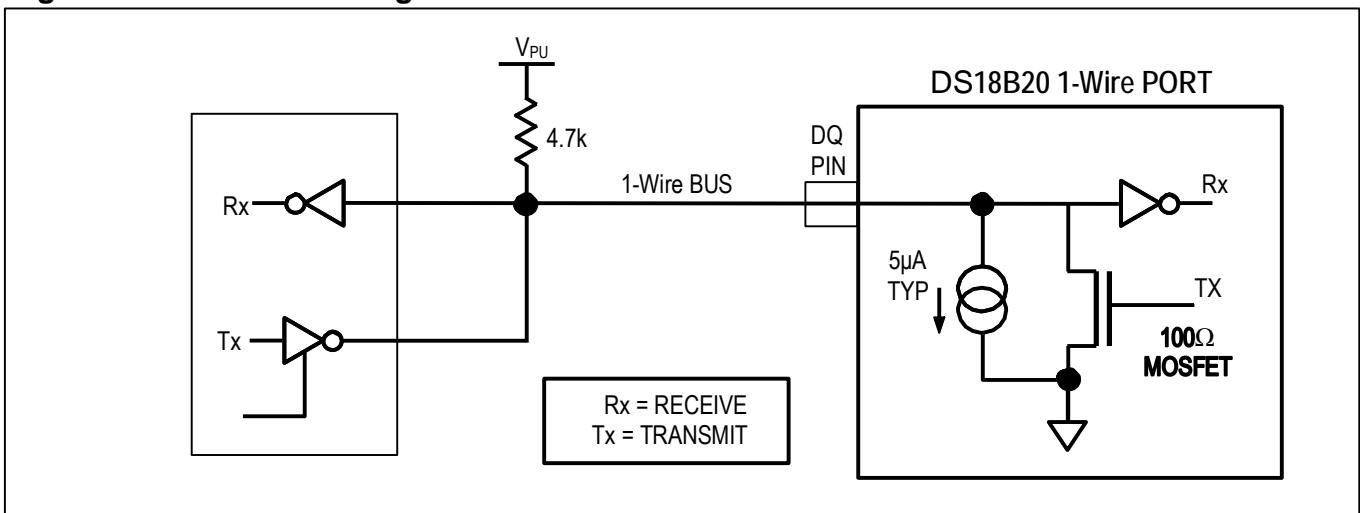 V_PU
4.7k
1-Wire BUS
Rx
Tx
Rx = RECEIVE
Tx = TRANSMIT
DS18B20 1-Wire PORT
DQ
PIN
5µA
TYP
Rx
TX
100Ω
MOSFET